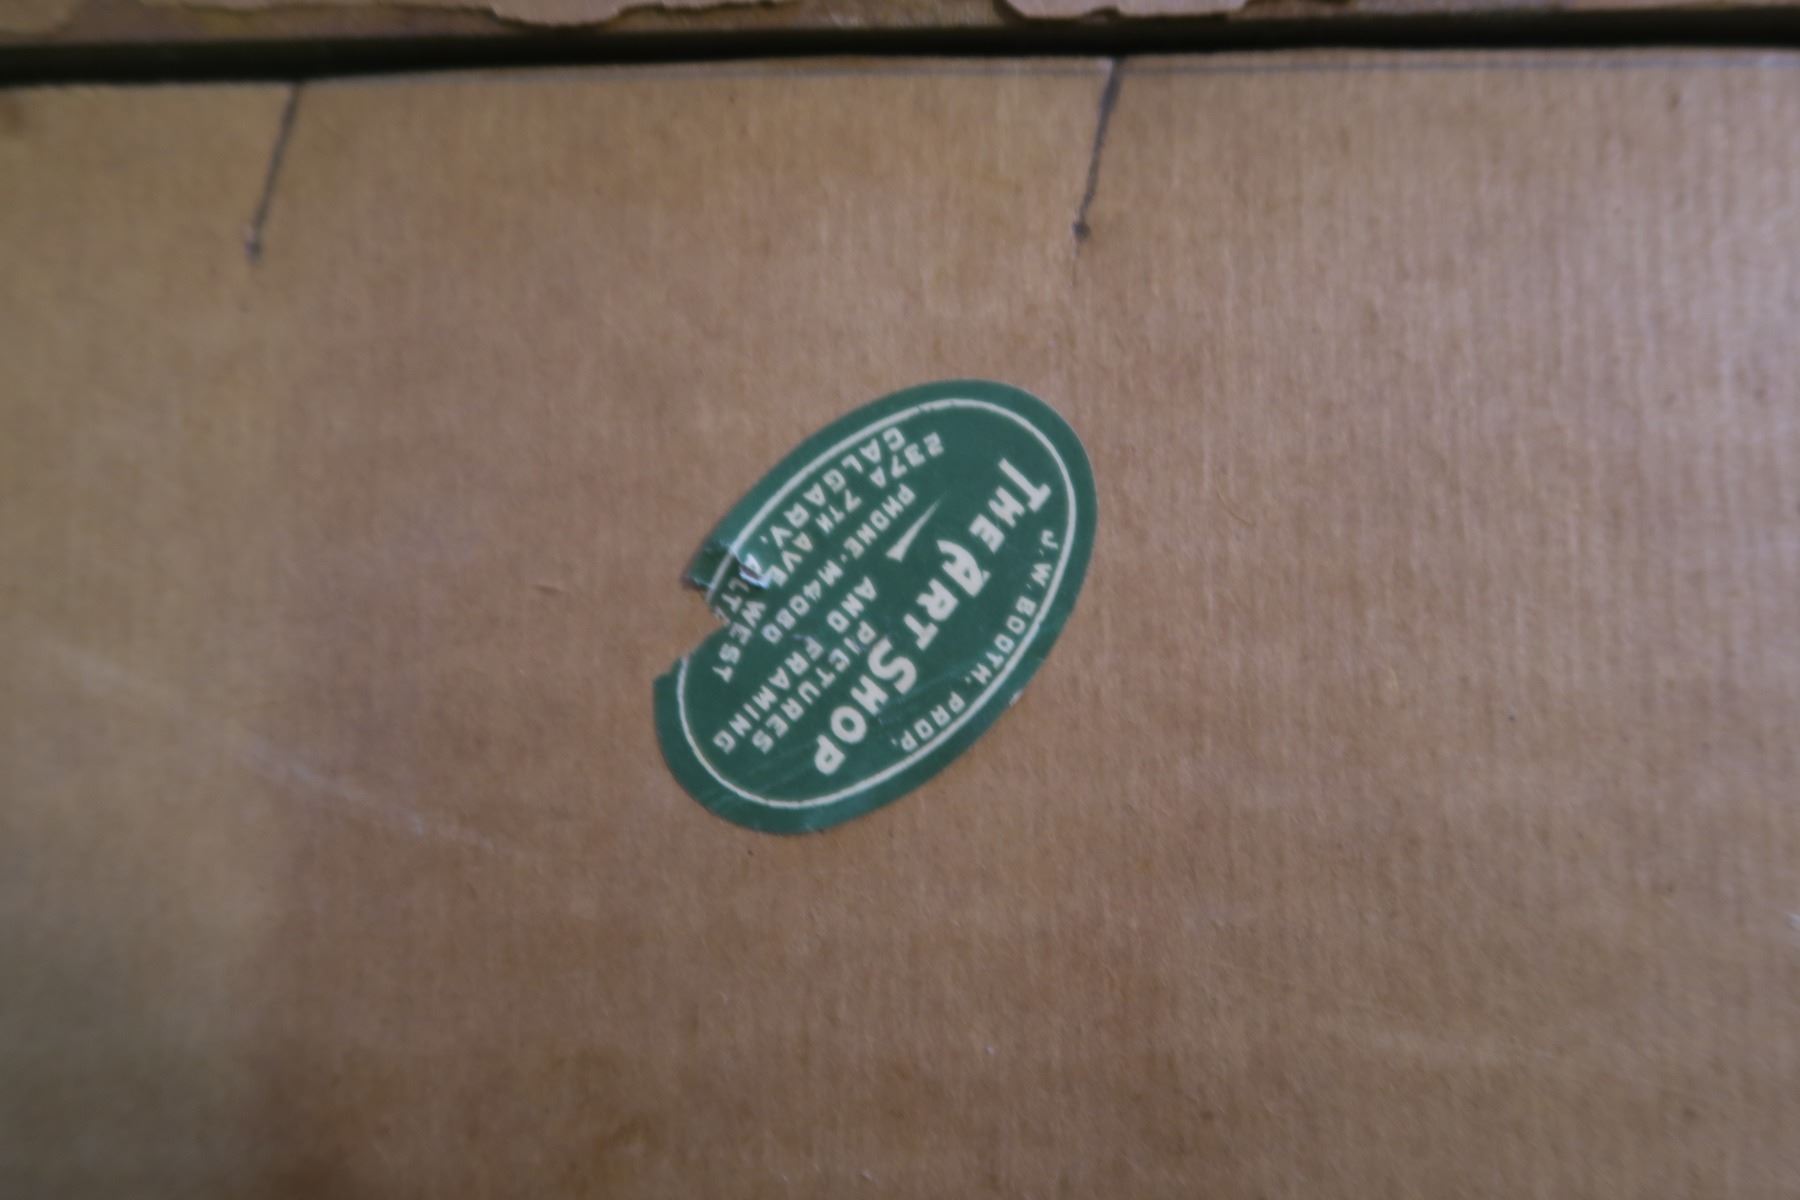 J. W. BOOTH, PROP.
THE ART SHOP
PICTURES
AND FRAMING
PHONE-M4080
237A 7TH AVE WEST
CALGARY,